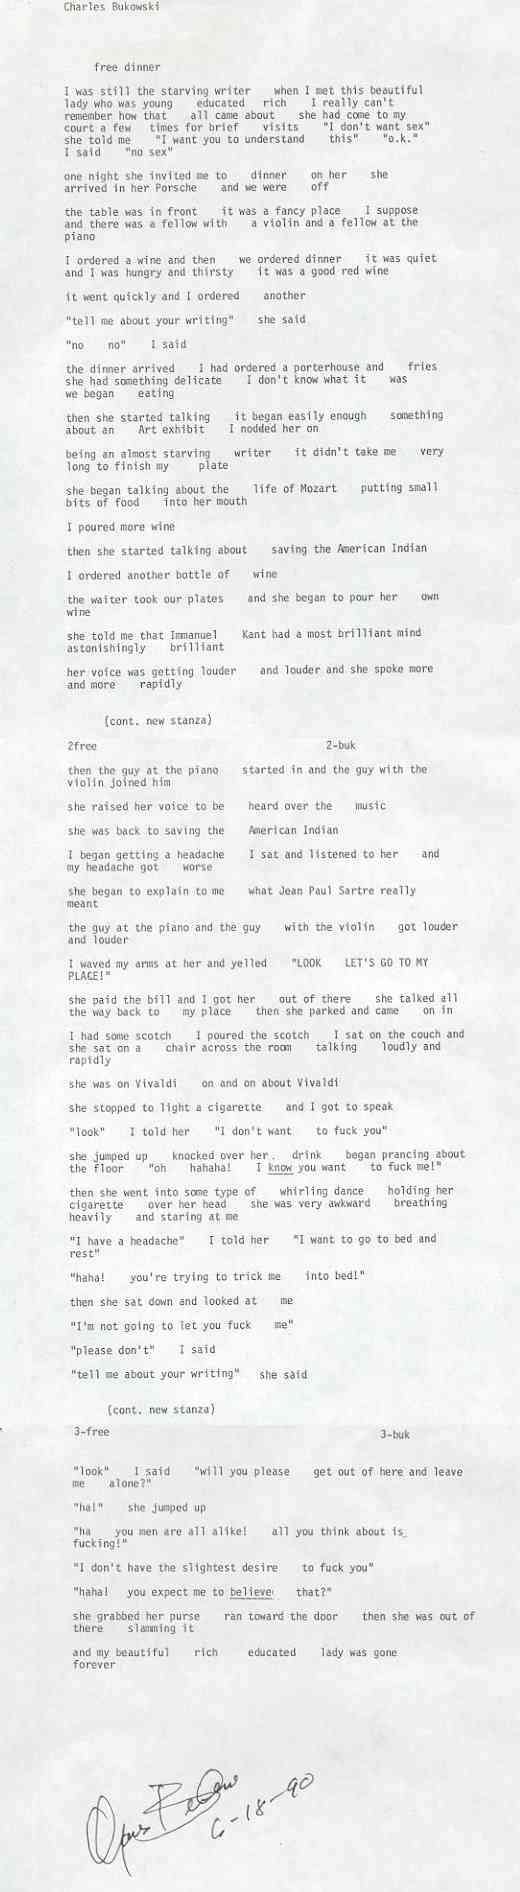 Charles Bukowski
free dinner
I was still the starving writer when I met this beautiful
lady who was young educated rich I really can't
remember how that all came about she had come to my
court a few times for brief visits "I don't want sex"
she told me "I want you to understand this" "o.k."
I said "no sex"
one night she invited me to dinner on her she
arrived in her Porsche and we were off
the table was in front it was a fancy place I suppose
and there was a fellow with a violin and a fellow at the
piano
I ordered a wine and then we ordered dinner it was quiet
and I was hungry and thirsty it was a good red wine
it went quickly and I ordered another
"tell me about your writing" she said
"no no" I said
the dinner arrived I had ordered a porterhouse and fries
she had something delicate I don't know what it was
we began eating
then she started talking it began easily enough something
about an Art exhibit I nodded her on
being an almost starving writer it didn't take me very
long to finish my plate
she began talking about the life of Mozart putting small
bits of food into her mouth
I poured more wine
then she started talking about saving the American Indian
I ordered another bottle of wine
the waiter took our plates and she began to pour her own
wine
she told me that Immanuel Kant had a most brilliant mind
astonishingly brilliant
her voice was getting louder and louder and she spoke more
and more rapidly
(cont. new stanza)
2free 2-buk
then the guy at the piano started in and the guy with the
violin joined him
she raised her voice to be heard over the music
she was back to saving the American Indian
I began getting a headache I sat and listened to her and
my headache got worse
she began to explain to me what Jean Paul Sartre really
meant
the guy at the piano and the guy with the violin got louder
and louder
I waved my arms at her and yelled "LOOK LET'S GO TO MY
PLACE!"
she paid the bill and I got her out of there she talked all
the way back to my place then she parked and came on in
I had some scotch I poured the scotch I sat on the couch and
she sat on a chair across the room talking loudly and
rapidly
she was on Vivaldi on and on about Vivaldi
she stopped to light a cigarette and I got to speak
"look" I told her "I don't want to fuck you"
she jumped up knocked over her drink began prancing about
the floor "oh hahaha! I know you want to fuck me!"
then she went into some type of whirling dance holding her
cigarette over her head she was very awkward breathing
heavily and staring at me
"I have a headache" I told her "I want to go to bed and
rest"
"haha! you're trying to trick me into bed!"
then she sat down and looked at me
"I'm not going to let you fuck me"
"please don't" I said
"tell me about your writing" she said
(cont. new stanza)
3-free 3-buk
"look" I said "will you please get out of here and leave
me alone?"
"ha!" she jumped up
"ha you men are all alike! all you think about is
fucking!"
"I don't have the slightest desire to fuck you"
"haha! you expect me to believe that?"
she grabbed her purse ran toward the door then she was out of
there slamming it
and my beautiful rich educated lady was gone
forever
6-18-90